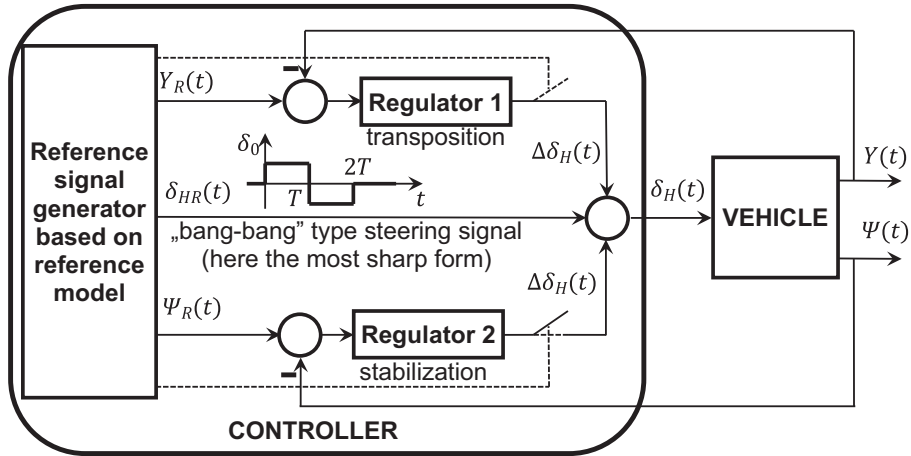 Reference
signal
generator
based on
reference
model
Y_R(t)
−
Regulator 1
transposition
Δδ_H(t)
δ_0
2T
T
t
δ_HR(t)
„bang-bang” type steering signal
(here the most sharp form)
δ_H(t)
VEHICLE
Y(t)
Ψ(t)
Ψ_R(t)
Δδ_H(t)
Regulator 2
−
stabilization
CONTROLLER